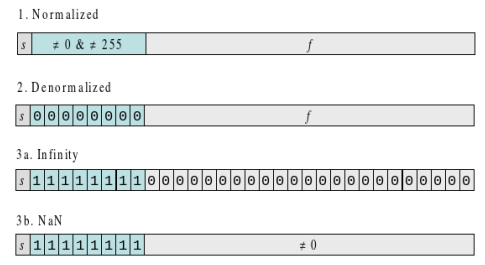 1. Normalized
s ≠ 0 & ≠ 255 f
2. Denormalized
s 0 0 0 0 0 0 0 0 f
3a. Infinity
s 1 1 1 1 1 1 1 1 0 0 0 0 0 0 0 0 0 0 0 0 0 0 0 0 0 0 0 0 0 0 0
3b. NaN
s 1 1 1 1 1 1 1 1 ≠ 0